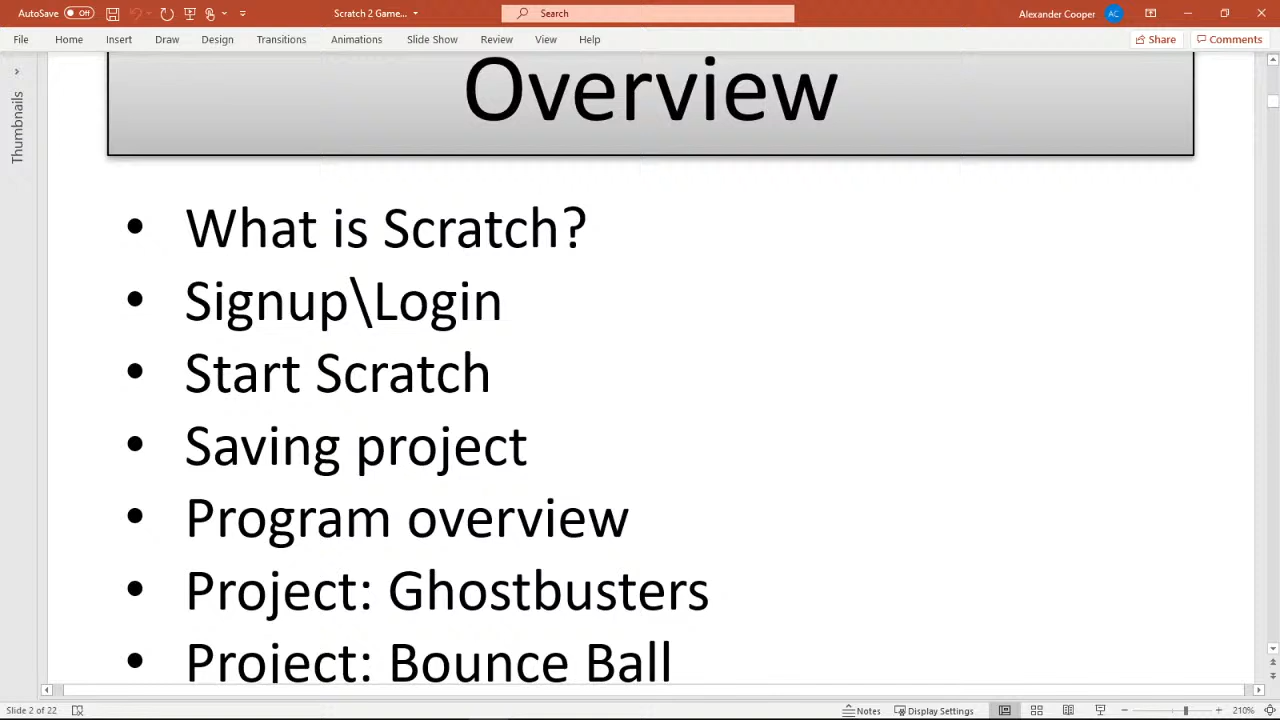 AutoSave Off Scratch 2 Game... Search Alexander Cooper AC
File Home Insert Draw Design Transitions Animations Slide Show Review View Help Share Comments
Thumbnails
Overview
• What is Scratch?
• Signup\Login
• Start Scratch
• Saving project
• Program overview
• Project: Ghostbusters
• Project: Bounce Ball
Slide 2 of 22 Notes Display Settings 210%